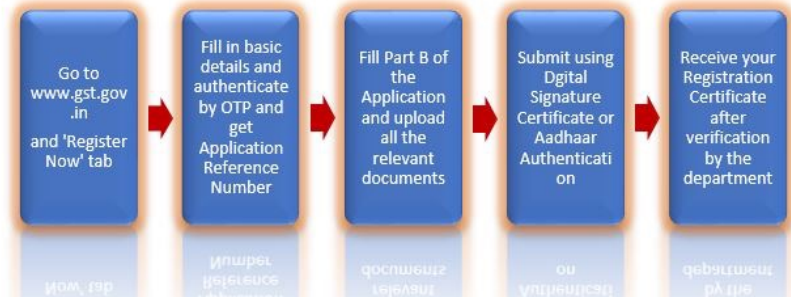 Go to
www.gst.gov
.in
and 'Register
Now' tab
Fill in basic
details and
authenticate
by OTP and
get
Application
Reference
Number
Fill Part B of
the
Application
and upload
all the
relevant
documents
Submit using
Dgital
Signature
Certificate or
Aadhaar
Authenticati
on
Receive your
Registration
Certificate
after
verification
by the
department